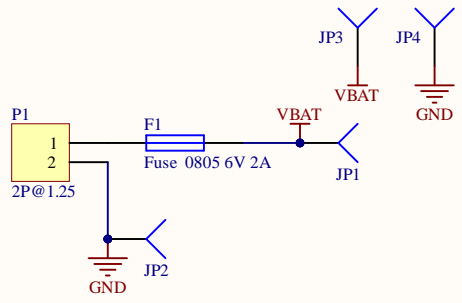 JP3
JP4
VBAT
GND
P1
1
2
2P@1.25
F1
Fuse 0805 6V 2A
VBAT
JP1
JP2
GND